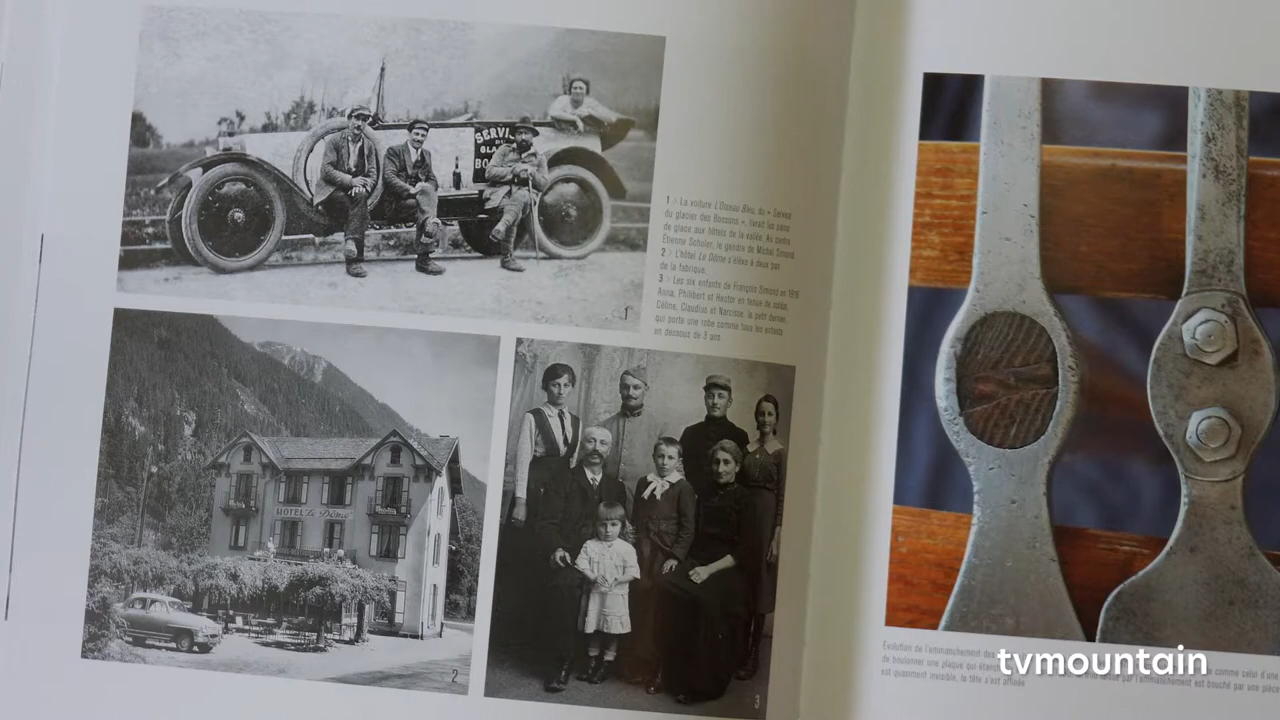 SERVI
GLA
BO
1
1 > La voiture L'Oiseau Bleu, du « Service
du glacier des Bossons », livrait les pains
de glace aux hôtels de la vallée. Au centre
Étienne Schuler, le gendre de Michel Simond.
2 > L'hôtel Le Dôme s'élève à deux pas
de la fabrique.
3 > Les six enfants de François Simond en 1916
Anna, Philibert et Hector en tenue de soldat,
Céline, Claudius et Narcisse, le petit dernier,
qui porte une robe comme tous les enfants
en dessous de 3 ans
HOTEL Le Dôme
2
3
Évolution de l'emmanchement des
de boulonner une plaque qui
est quasiment invisible, la tête s'est affinée
comme celui d'une
par l'emmanchement est bouché par une pièce
tvmountain